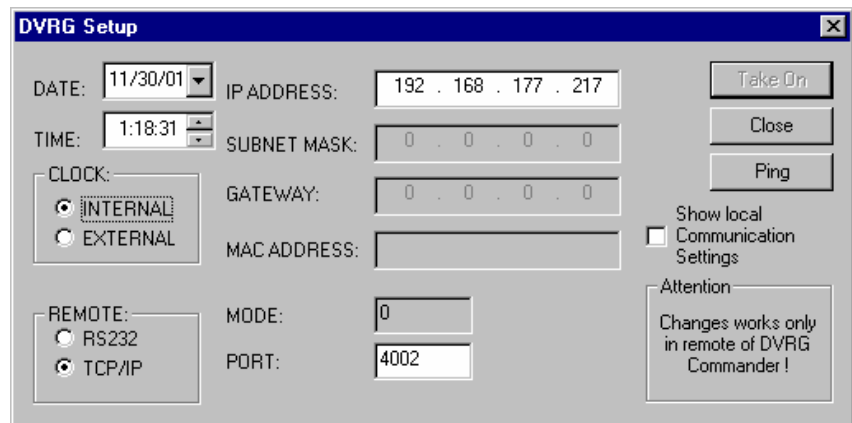 DVRG Setup
DATE: 11/30/01
TIME: 1:18:31
CLOCK:
INTERNAL
EXTERNAL
REMOTE:
RS232
TCP/IP
IP ADDRESS: 192 . 168 . 177 . 217
SUBNET MASK: 0 . 0 . 0 . 0
GATEWAY: 0 . 0 . 0 . 0
MAC ADDRESS:
MODE: 0
PORT: 4002
Take On
Close
Ping
Show local
Communication
Settings
Attention
Changes works only
in remote of DVRG
Commander !